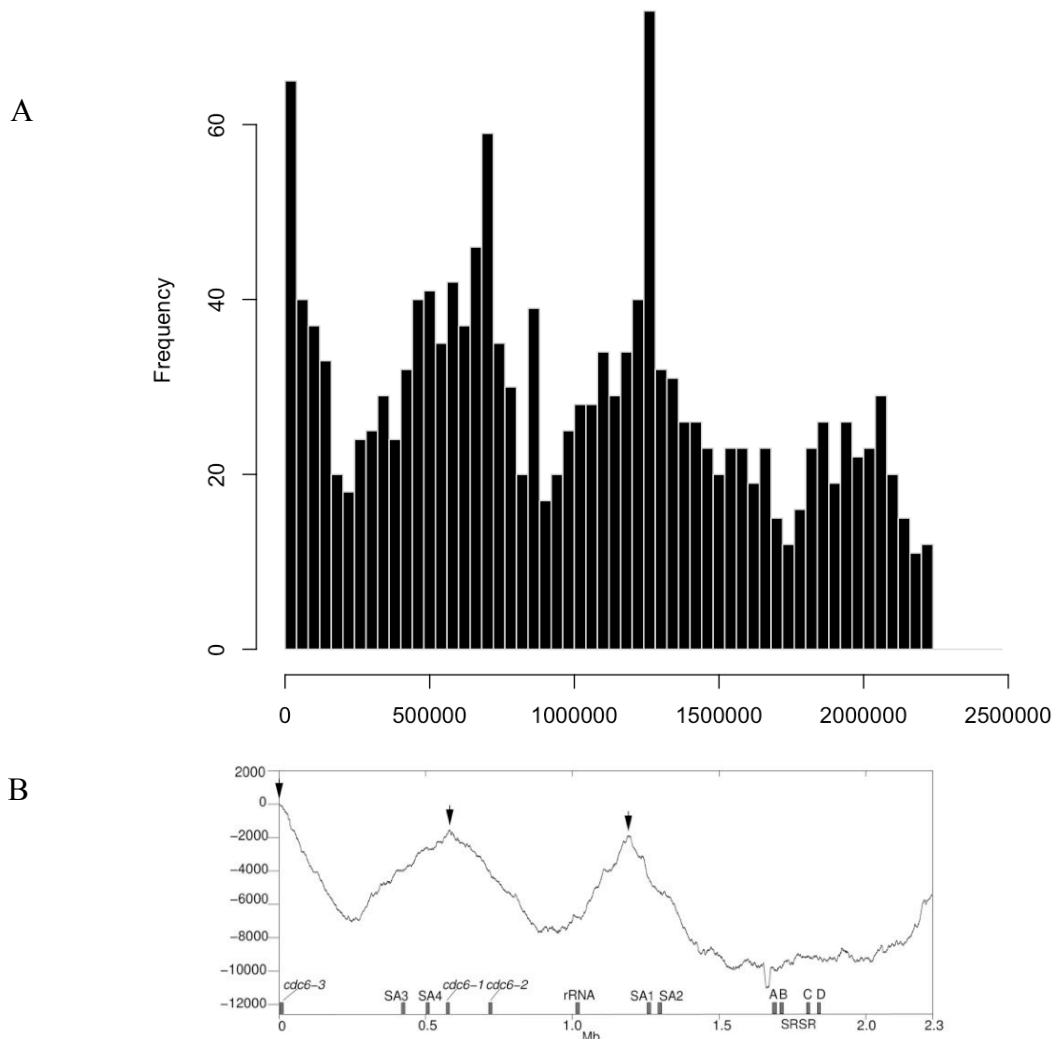 A
Frequency
60
40
20
0
0 500000 1000000 1500000 2000000 2500000
B
2000
0
−2000
−4000
−6000
−8000
−10000
−12000
cdc6-3 SA3 SA4 cdc6-1 cdc6-2 rRNA SA1 SA2 A B C D
SRSR
0 0.5 1.0 1.5 2.0 2.3
Mb